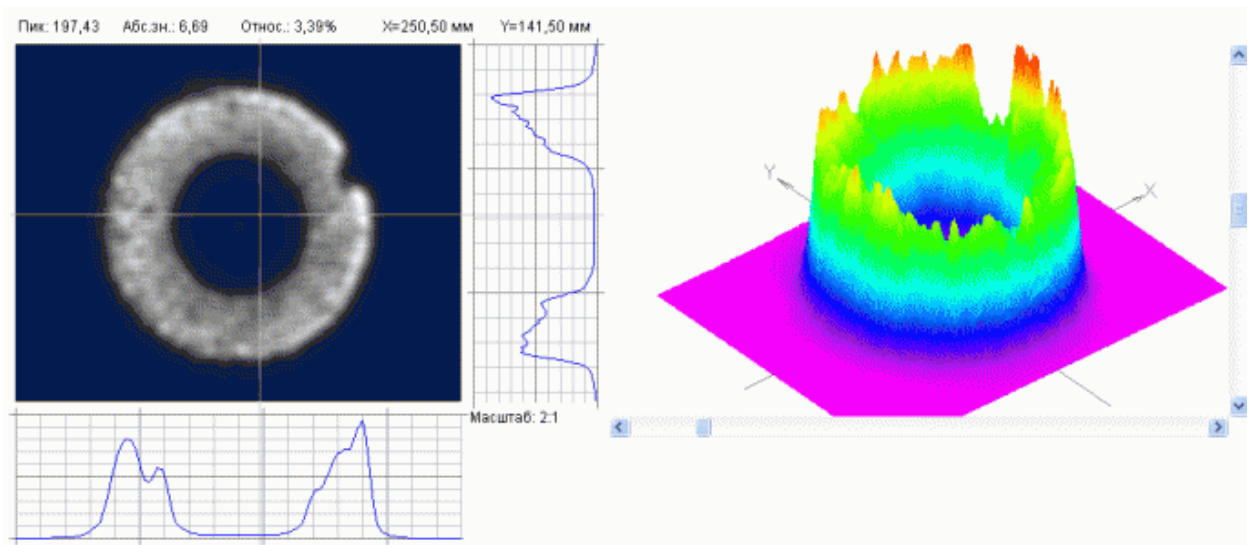 Пик: 197,43 Абс.зн.: 6,69 Относ.: 3,39% X=250,50 мм Y=141,50 мм
Y
X
Масштаб: 2:1